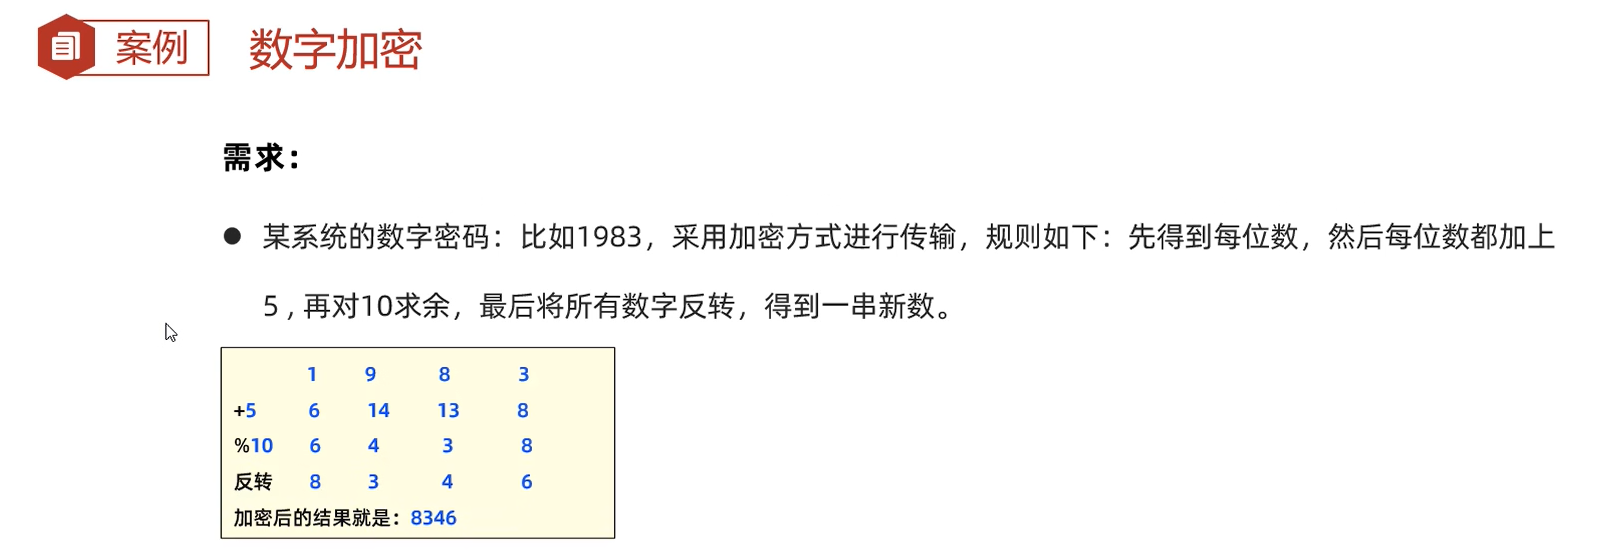 案例 数字加密
需求：
● 某系统的数字密码：比如1983，采用加密方式进行传输，规则如下：先得到每位数，然后每位数都加上
5 , 再对10求余，最后将所有数字反转，得到一串新数。
1 9 8 3
+5 6 14 13 8
%10 6 4 3 8
反转 8 3 4 6
加密后的结果就是：8346